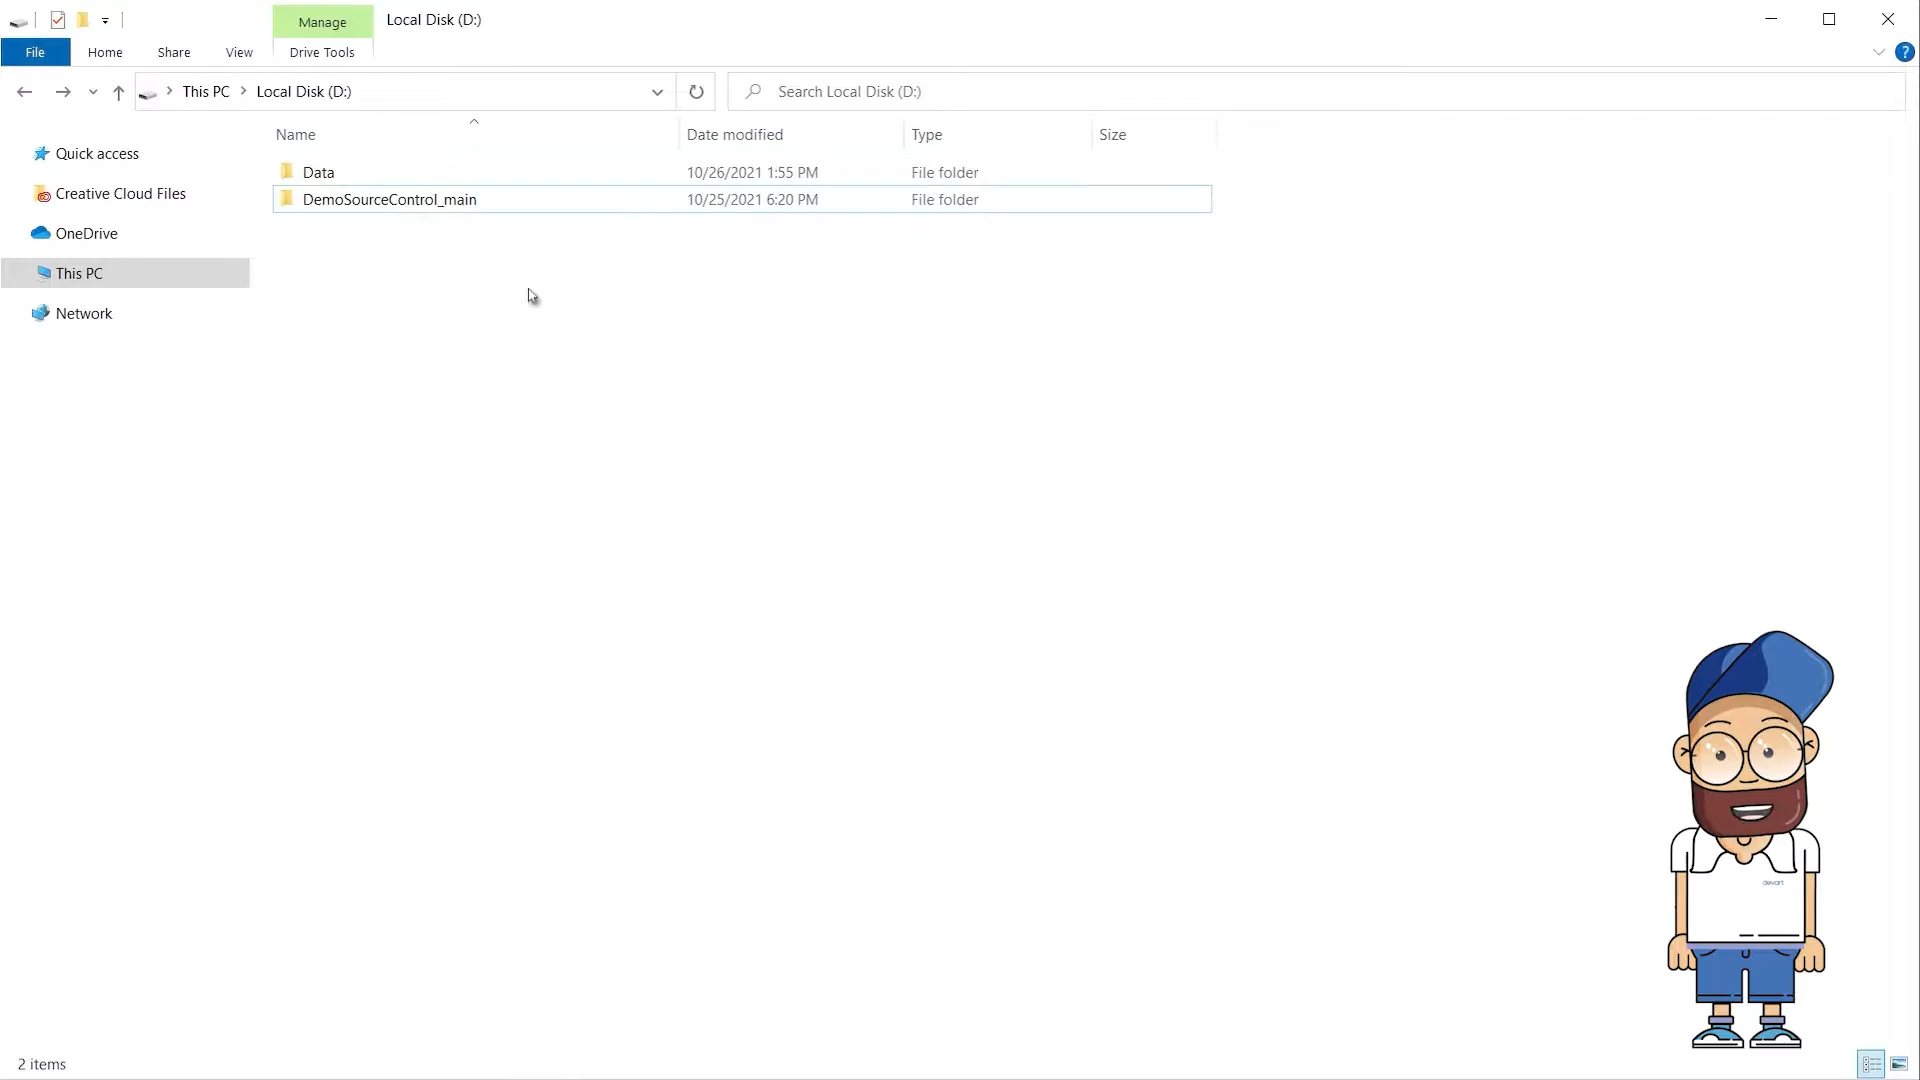 Manage
Local Disk (D:)
File
Home
Share
View
Drive Tools
?
This PC
Local Disk (D:)
Search Local Disk (D:)
Name
Date modified
Type
Size
Quick access
Data
10/26/2021 1:55 PM
File folder
Creative Cloud Files
DemoSourceControl_main
10/25/2021 6:20 PM
File folder
OneDrive
This PC
Network
devart
2 items